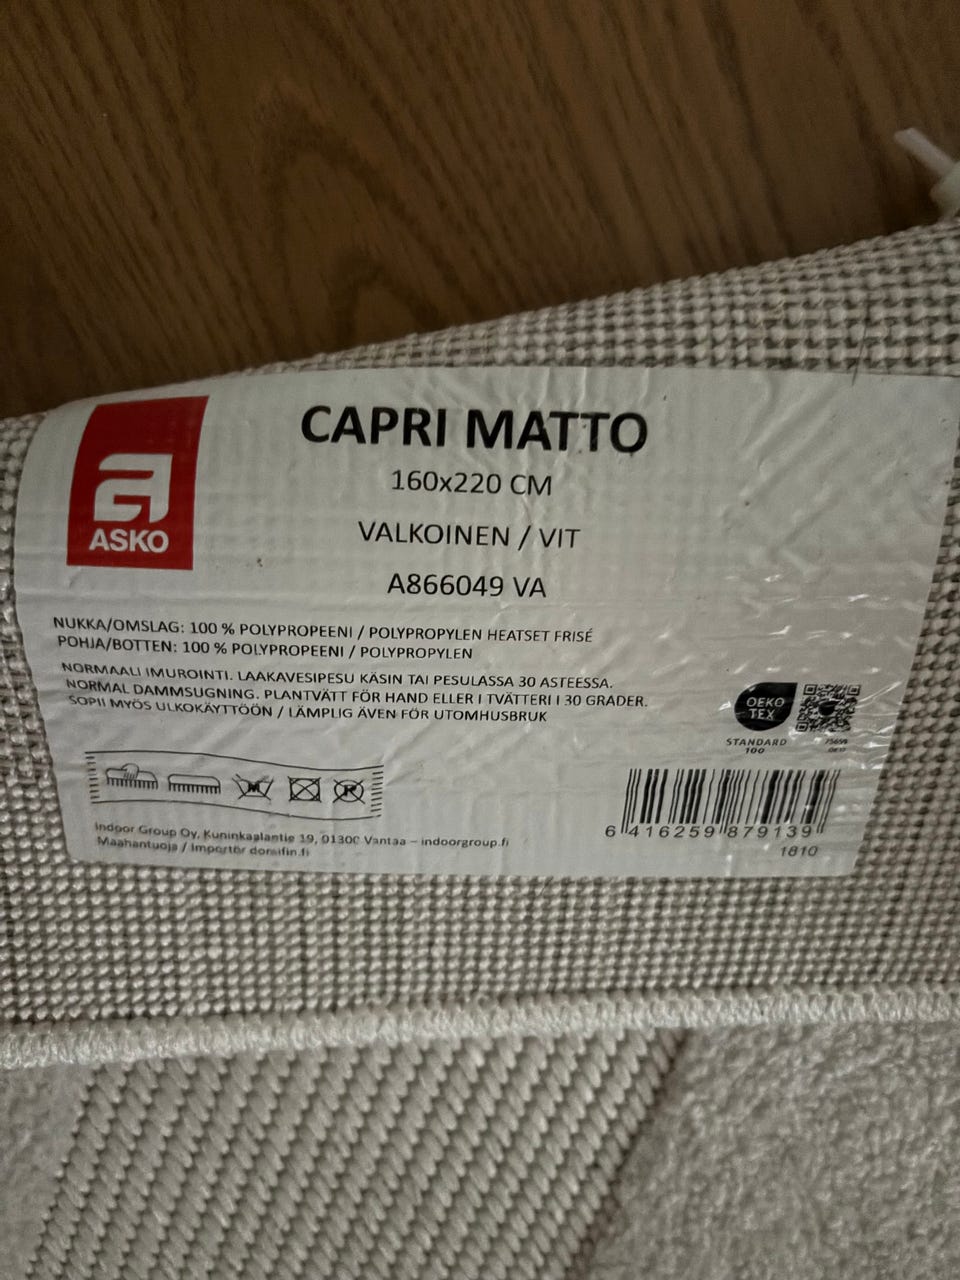 CAPRI MATTO
160x220 CM
VALKOINEN / VIT
A866049 VA
ASKO
NUKKA/OMSLAG: 100 % POLYPROPEENI / POLYPROPYLEN HEATSET FRISÉ
POHJA/BOTTEN: 100 % POLYPROPEENI / POLYPROPYLEN
NORMAALI IMUROINTI. LAAKAVESIPESU KÄSIN TAI PESULASSA 30 ASTEESSA.
NORMAL DAMMSUGNING. PLANTVÄTT FÖR HAND ELLER I TVÄTTERI I 30 GRADER.
SOPII MYÖS ULKOKÄYTTÖÖN / LÄMPLIG ÄVEN FÖR UTOMHUSBRUK
OEKO
TEX
STANDARD
100
Indoor Group Oy, Kuninkaalantie 19, 01300 Vantaa – indoorgroup.fi
Maahantuoja / Importör domifin.fi
6 416259 879139
1810